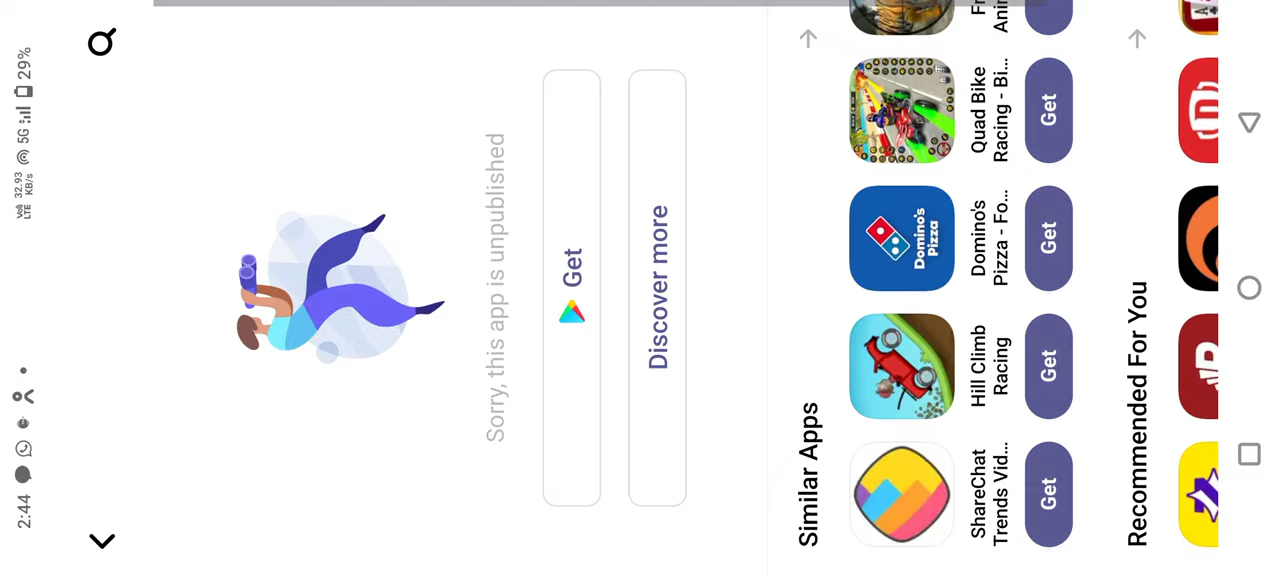 2:44
Vo)) LTE 32.93 KB/s 5G 29%
Sorry, this app is unpublished
Get
Discover more
Similar Apps
ShareChat
Trends Vid...
Get
Hill Climb
Racing
Get
Domino's
Pizza
Domino's
Pizza - Fo...
Get
Quad Bike
Racing - Bi...
Get
Recommended For You